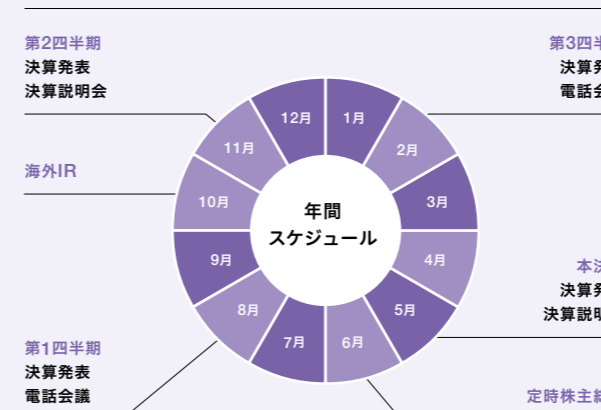 第2四半期
決算発表
決算説明会
海外IR
第1四半期
決算発表
電話会議
12月
1月
11月
2月
10月
3月
9月
4月
8月
5月
7月
6月
年間
スケジュール
第3四半
決算発
電話会
本決
決算発
決算説明
定時株主総